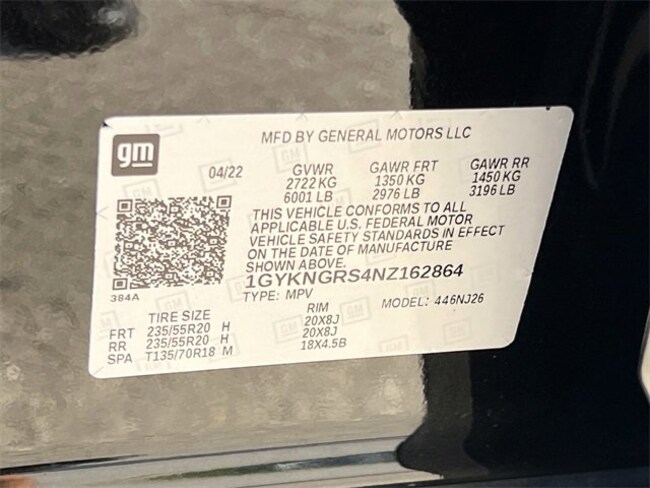 gm
MFD BY GENERAL MOTORS LLC
04/22 GVWR GAWR FRT GAWR RR
2722 KG 1350 KG 1450 KG
6001 LB 2976 LB 3196 LB
THIS VEHICLE CONFORMS TO ALL
APPLICABLE U.S. FEDERAL MOTOR
VEHICLE SAFETY STANDARDS IN EFFECT
ON THE DATE OF MANUFACTURE
SHOWN ABOVE.
384A
1GYKNGRS4NZ162864
TYPE: MPV MODEL: 446NJ26
TIRE SIZE RIM
FRT 235/55R20 H 20X8J
RR 235/55R20 H 20X8J
SPA T135/70R18 M 18X4.5B